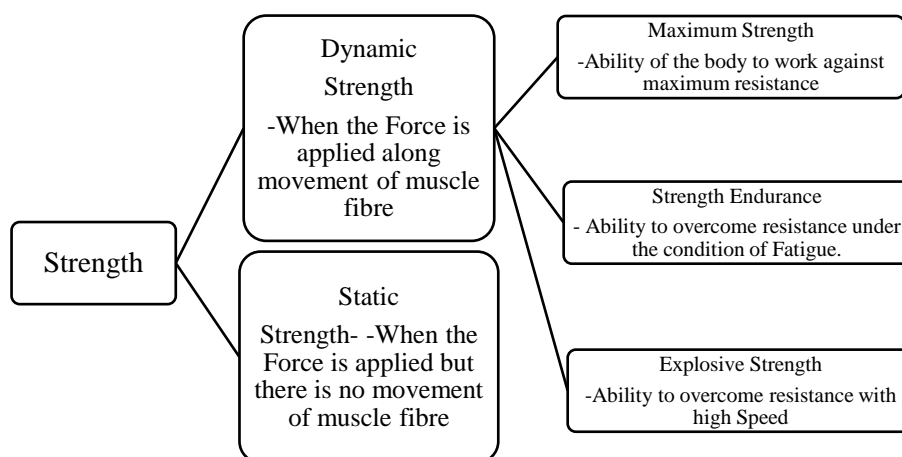 Strength
Dynamic
Strength
-When the Force is
applied along
movement of muscle
fibre
Static
Strength- -When the
Force is applied but
there is no movement
of muscle fibre
Maximum Strength
-Ability of the body to work against
maximum resistance
Strength Endurance
- Ability to overcome resistance under
the condition of Fatigue.
Explosive Strength
-Ability to overcome resistance with
high Speed